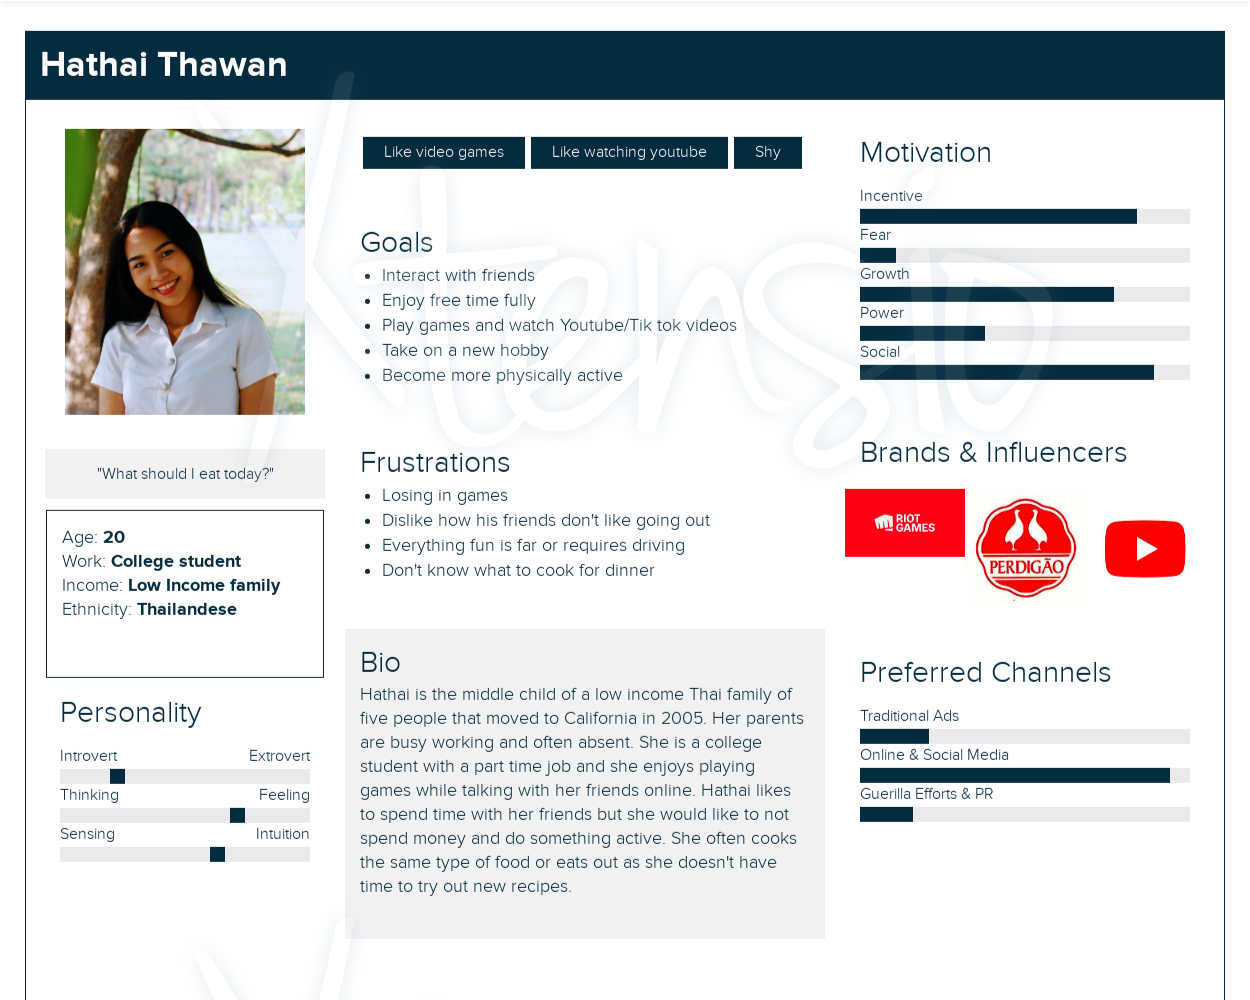 Hathai Thawan
Like video games
Like watching youtube
Shy
"What should I eat today?"
Age: 20
Work: College student
Income: Low Income family
Ethnicity: Thailandese
Personality
Introvert Extrovert
Thinking Feeling
Sensing Intuition
Goals
Interact with friends
Enjoy free time fully
Play games and watch Youtube/Tik tok videos
Take on a new hobby
Become more physically active
Frustrations
Losing in games
Dislike how his friends don't like going out
Everything fun is far or requires driving
Don't know what to cook for dinner
Bio
Hathai is the middle child of a low income Thai family of
five people that moved to California in 2005. Her parents
are busy working and often absent. She is a college
student with a part time job and she enjoys playing
games while talking with her friends online. Hathai likes
to spend time with her friends but she would like to not
spend money and do something active. She often cooks
the same type of food or eats out as she doesn't have
time to try out new recipes.
Motivation
Incentive
Fear
Growth
Power
Social
Brands & Influencers
RIOT
GAMES
PERDIGÃO
Preferred Channels
Traditional Ads
Online & Social Media
Guerilla Efforts & PR
Xtensio